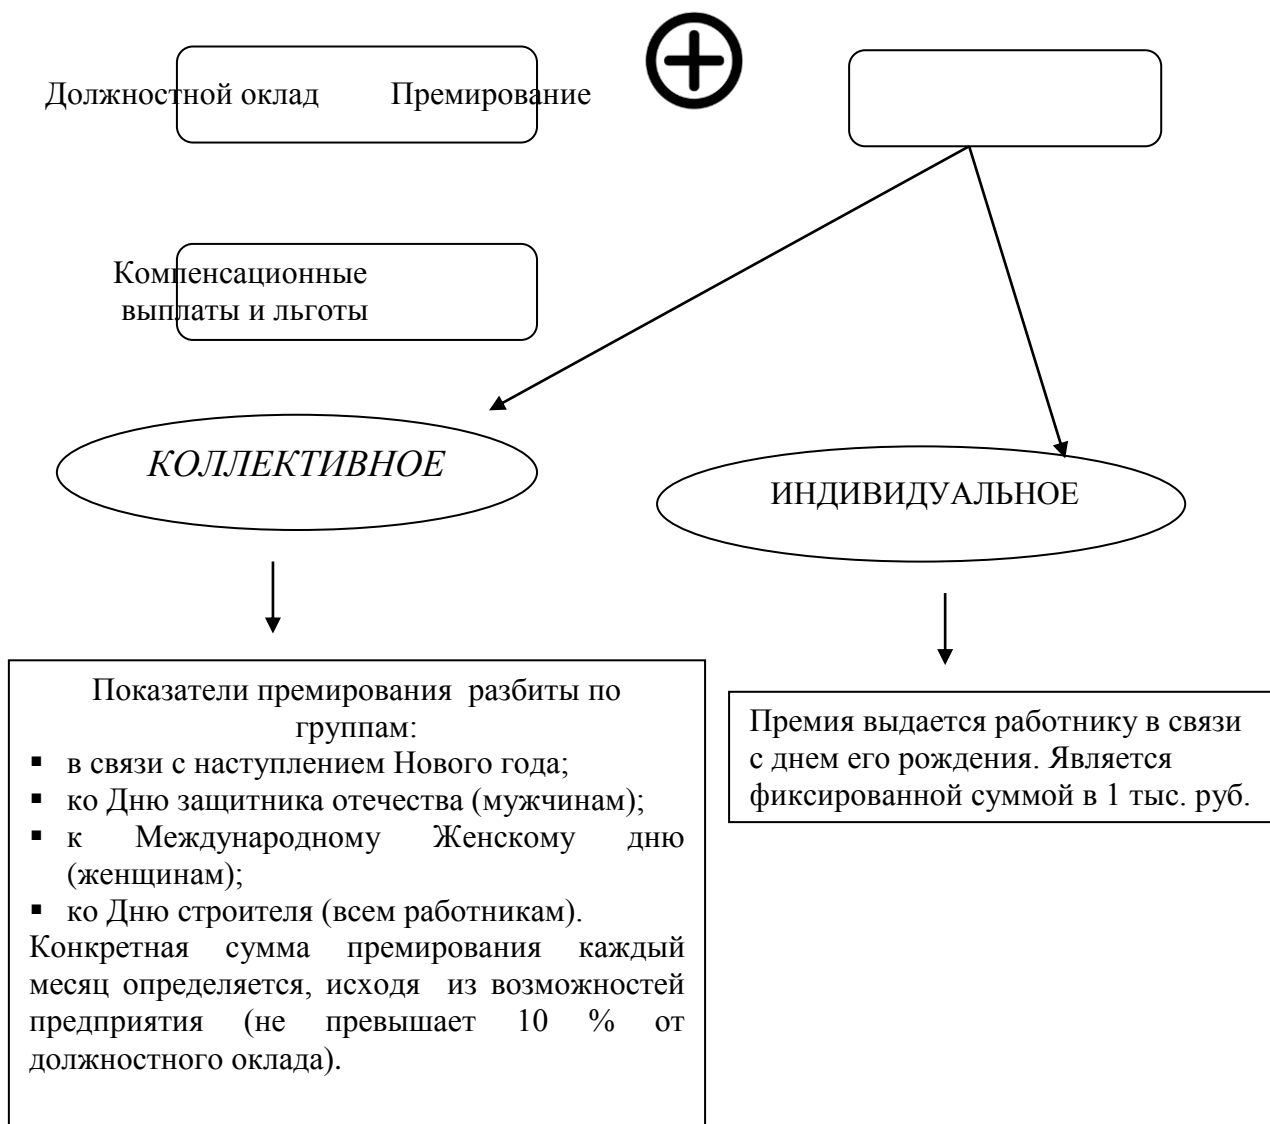 Должностной оклад Премирование
Компенсационные
выплаты и льготы
КОЛЛЕКТИВНОЕ
ИНДИВИДУАЛЬНОЕ
Показатели премирования разбиты по
группам:
▪ в связи с наступлением Нового года;
▪ ко Дню защитника отечества (мужчинам);
▪ к Международному Женскому дню
(женщинам);
▪ ко Дню строителя (всем работникам).
Конкретная сумма премирования каждый
месяц определяется, исходя из возможностей
предприятия (не превышает 10 % от
должностного оклада).
Премия выдается работнику в связи
с днем его рождения. Является
фиксированной суммой в 1 тыс. руб.